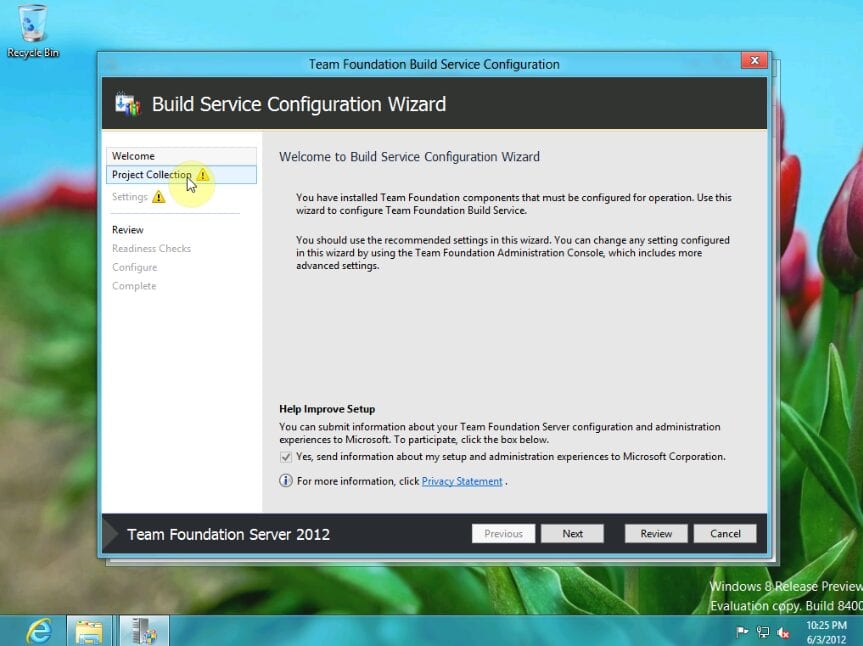 Recycle Bin
Team Foundation Build Service Configuration
Build Service Configuration Wizard
Welcome
Project Collection
Settings
Review
Readiness Checks
Configure
Complete
Welcome to Build Service Configuration Wizard
You have installed Team Foundation components that must be configured for operation. Use this
wizard to configure Team Foundation Build Service.
You should use the recommended settings in this wizard. You can change any setting configured
in this wizard by using the Team Foundation Administration Console, which includes more
advanced settings.
Help Improve Setup
You can submit information about your Team Foundation Server configuration and administration
experiences to Microsoft. To participate, click the box below.
Yes, send information about my setup and administration experiences to Microsoft Corporation.
For more information, click Privacy Statement .
Team Foundation Server 2012
Previous
Next
Review
Cancel
Windows 8 Release Preview
Evaluation copy. Build 8400
10:25 PM
6/3/2012